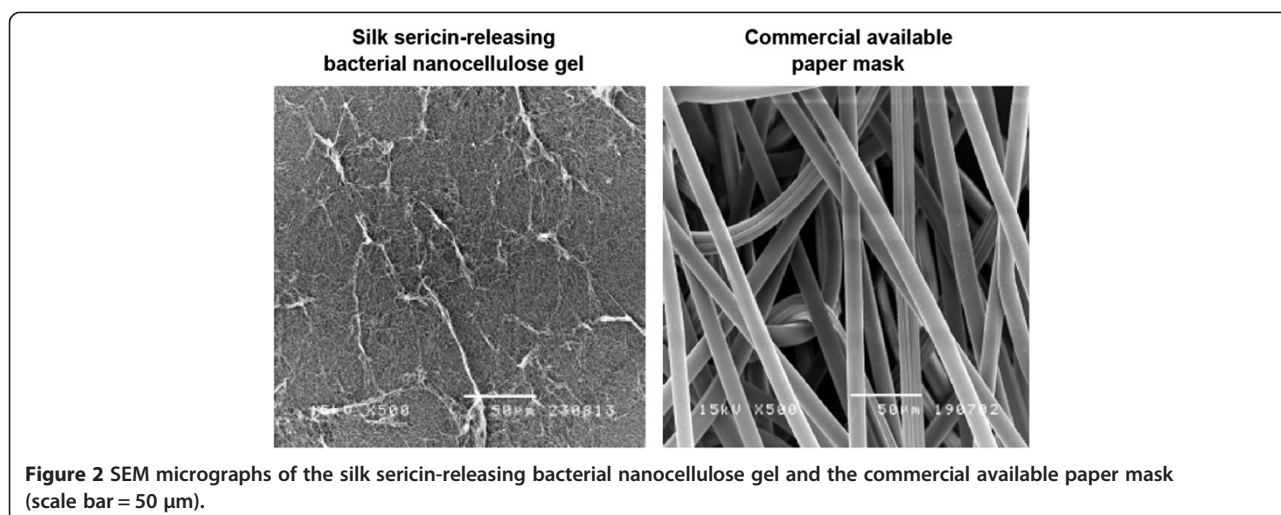 Silk sericin-releasing
bacterial nanocellulose gel
Commercial available
paper mask
15kV X500 50μm 230813
15kV X500 50μm 190702
Figure 2 SEM micrographs of the silk sericin-releasing bacterial nanocellulose gel and the commercial available paper mask
(scale bar = 50 μm).